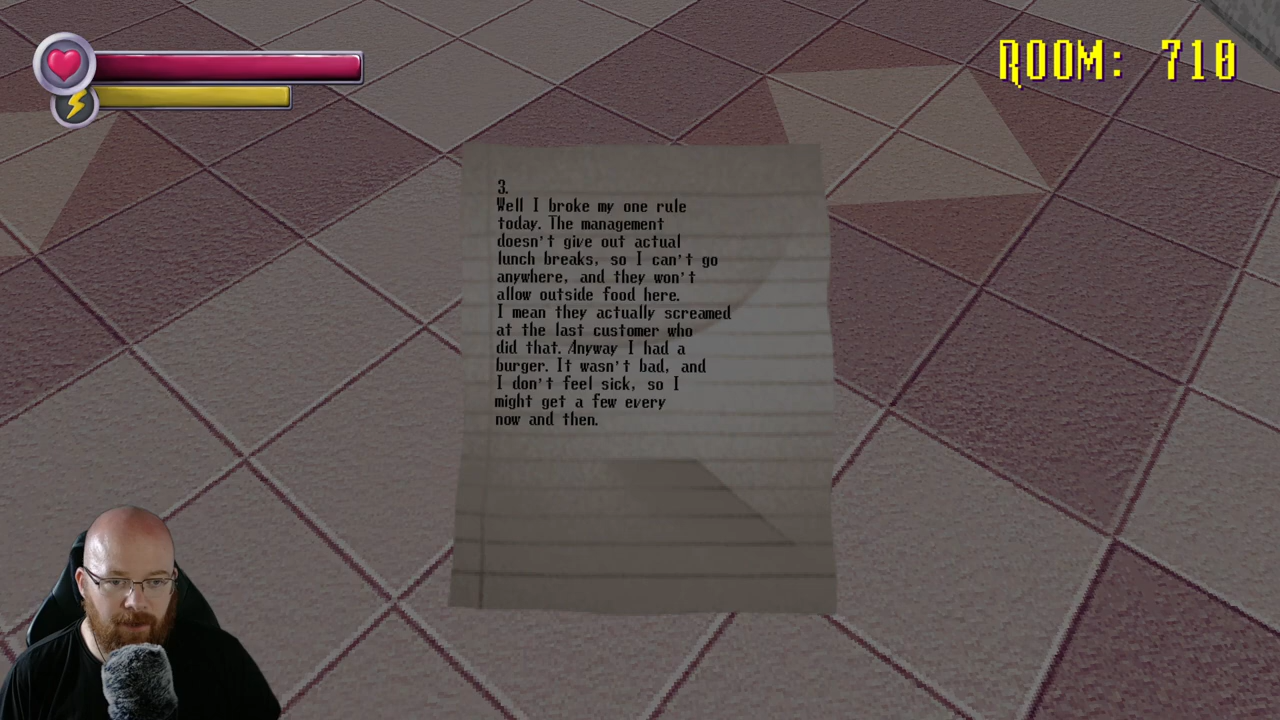 ROOM: 710
3.
Well I broke my one rule
today. The management
doesn't give out actual
lunch breaks, so I can't go
anywhere, and they won't
allow outside food here.
I mean they actually screamed
at the last customer who
did that. Anyway I had a
burger. It wasn't bad, and
I don't feel sick, so I
might get a few every
now and then.